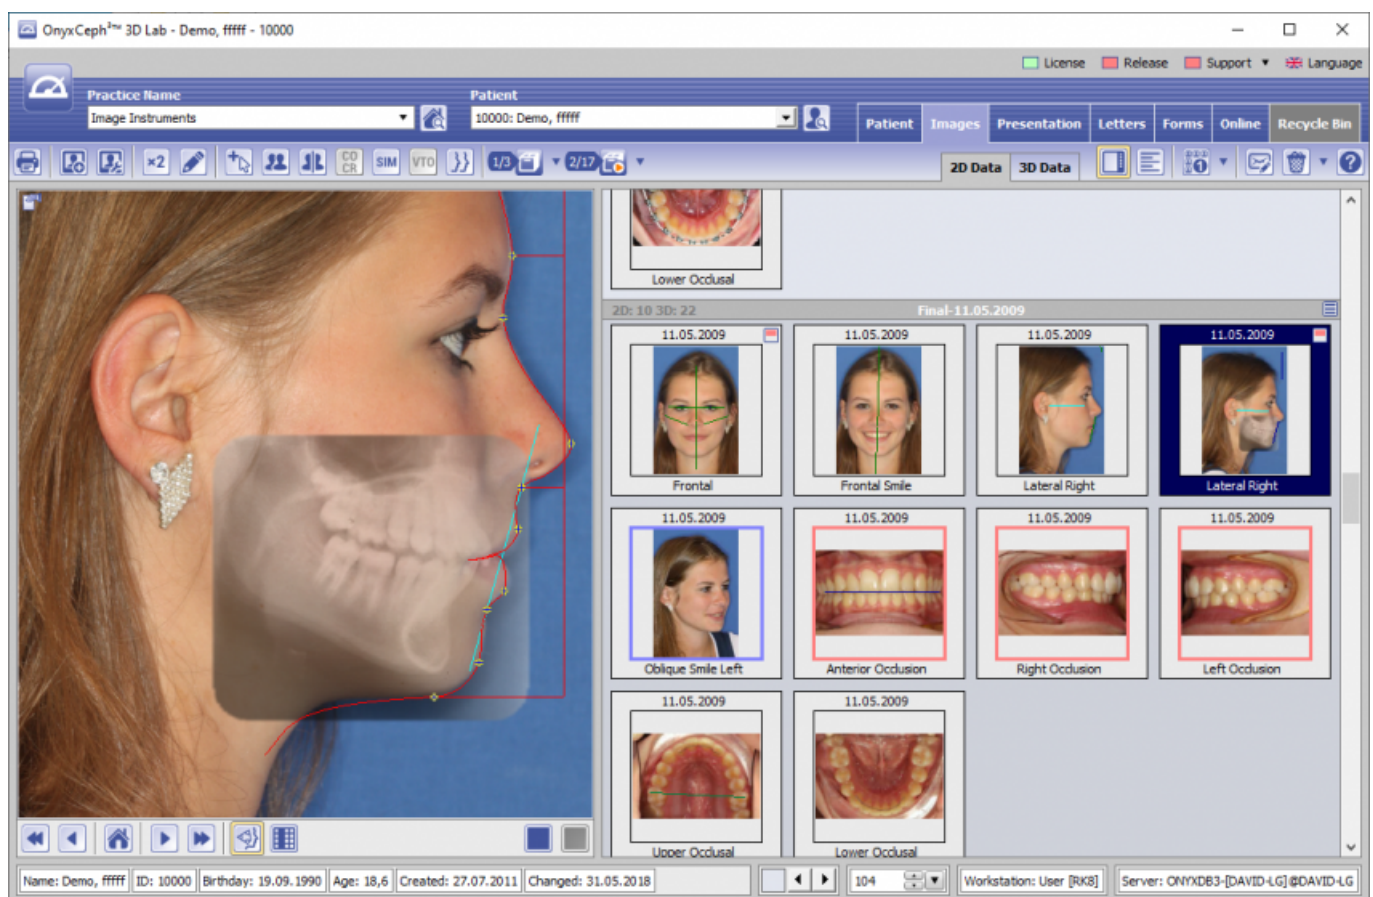 OnyxCeph³™ 3D Lab - Demo, fffff - 10000
License Release Support Language
Practice Name
Patient
Image Instruments
10000: Demo, fffff
Patient Images Presentation Letters Forms Online Recycle Bin
×2 CO CR SIM VTO 1/3 2/17
2D Data 3D Data
Lower Occlusal
2D: 10 3D: 22 Final-11.05.2009
11.05.2009 11.05.2009 11.05.2009 11.05.2009
Frontal Frontal Smile Lateral Right Lateral Right
11.05.2009 11.05.2009 11.05.2009 11.05.2009
Oblique Smile Left Anterior Occlusion Right Occlusion Left Occlusion
11.05.2009 11.05.2009
Upper Occlusal Lower Occlusal
Name: Demo, fffff ID: 10000 Birthday: 19.09.1990 Age: 18,6 Created: 27.07.2011 Changed: 31.05.2018 104 Workstation: User [RK8] Server: ONYXDB3-[DAVID-LG]@DAVID-LG